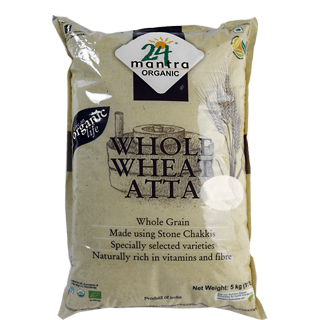 24
mantra
ORGANIC
organic
life
WHOLE
WHEAT
ATTA
Whole Grain
Made using Stone Chakkis
Specially selected varieties
Naturally rich in vitamins and fibre
Net Weight: 5 kg
Product of India